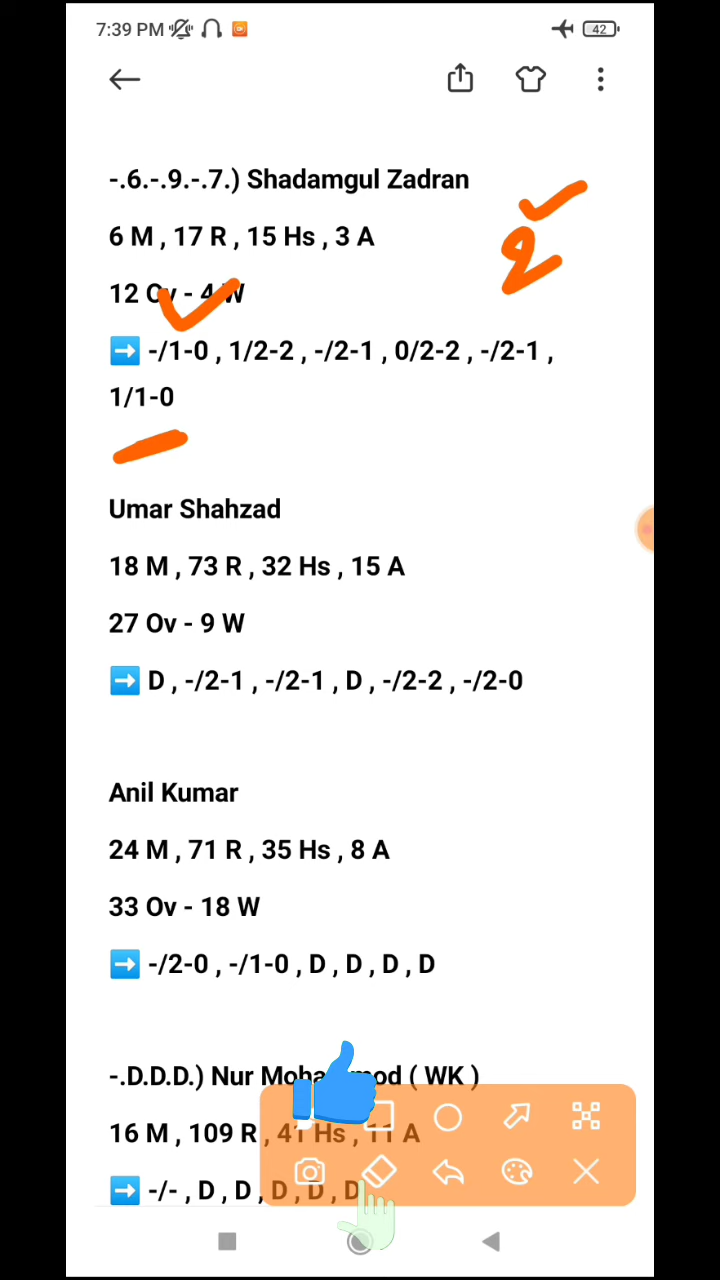 7:39 PM
42
-.6.-.9.-.7.) Shadamgul Zadran
6 M , 17 R , 15 Hs , 3 A
12 Ov - 4 W
➡️ -/1-0 , 1/2-2 , -/2-1 , 0/2-2 , -/2-1 ,
1/1-0
Umar Shahzad
18 M , 73 R , 32 Hs , 15 A
27 Ov - 9 W
➡️ D , -/2-1 , -/2-1 , D , -/2-2 , -/2-0
Anil Kumar
24 M , 71 R , 35 Hs , 8 A
33 Ov - 18 W
➡️ -/2-0 , -/1-0 , D , D , D , D
-.D.D.D.) Nur Mohammod ( WK )
16 M , 109 R , 41 Hs , 11 A
➡️ -/- , D , D , D , D , D